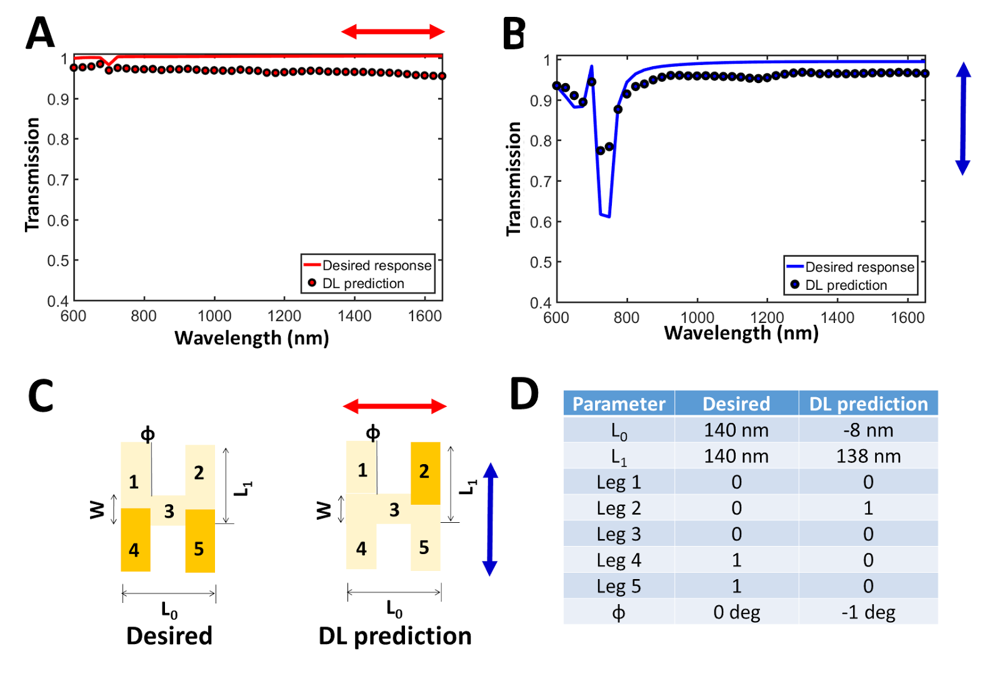 A
1
0.9
0.8
0.7
0.6
0.5
0.4
Transmission
600 800 1000 1200 1400 1600
Wavelength (nm)
Desired response
DL prediction
B
1
0.9
0.8
0.7
0.6
0.5
0.4
Transmission
600 800 1000 1200 1400 1600
Wavelength (nm)
Desired response
DL prediction
C
ϕ
1
2
3
4
5
W
L1
L0
Desired
ϕ
1
2
3
4
5
W
L1
L0
DL prediction
D
Parameter Desired DL prediction
L0 140 nm -8 nm
L1 140 nm 138 nm
Leg 1 0 0
Leg 2 0 1
Leg 3 0 0
Leg 4 1 0
Leg 5 1 0
ϕ 0 deg -1 deg